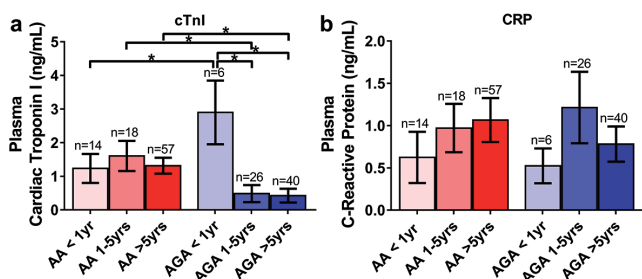 a
cTnI
Plasma
Cardiac Troponin I (ng/mL)
5
4
3
2
1
0
*
*
*
*
*
n=14
n=18
n=57
n=6
n=26
n=40
AA < 1yr
AA 1-5yrs
AA >5yrs
AGA < 1yr
AGA 1-5yrs
AGA >5yrs
b
CRP
Plasma
C-Reactive Protein (ng/mL)
2.0
1.5
1.0
0.5
0.0
n=14
n=18
n=57
n=6
n=26
n=40
AA < 1yr
AA 1-5yrs
AA >5yrs
AGA < 1yr
AGA 1-5yrs
AGA >5yrs